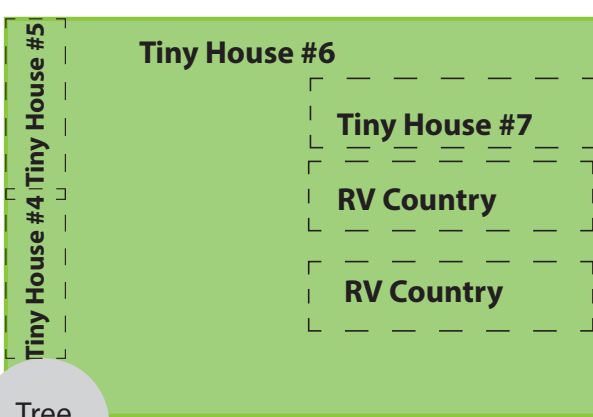 Tiny House #5
Tiny House #4
Tiny House #6
Tiny House #7
RV Country
RV Country
Tree